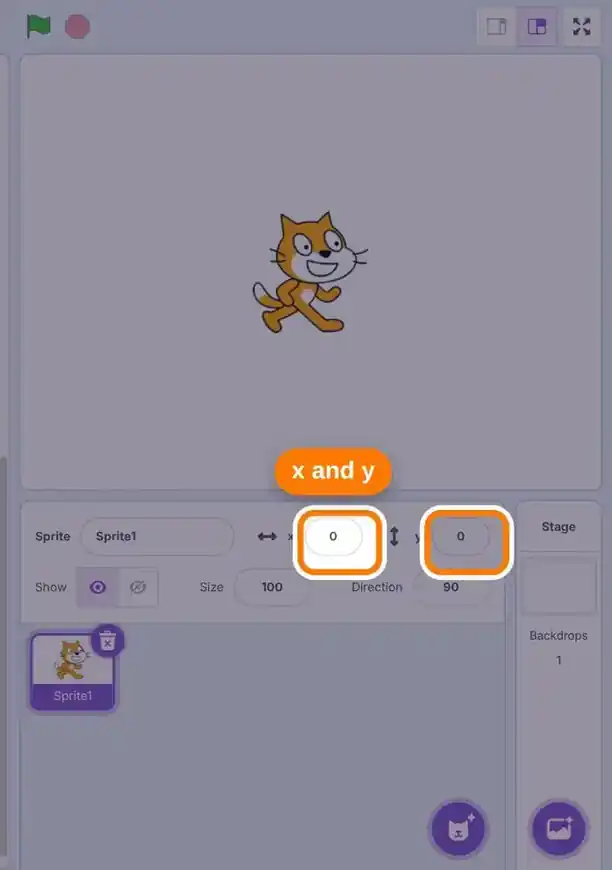 x and y
Sprite Sprite1 x 0 y 0
Show Size 100 Direction 90
Sprite1
Stage
Backdrops
1